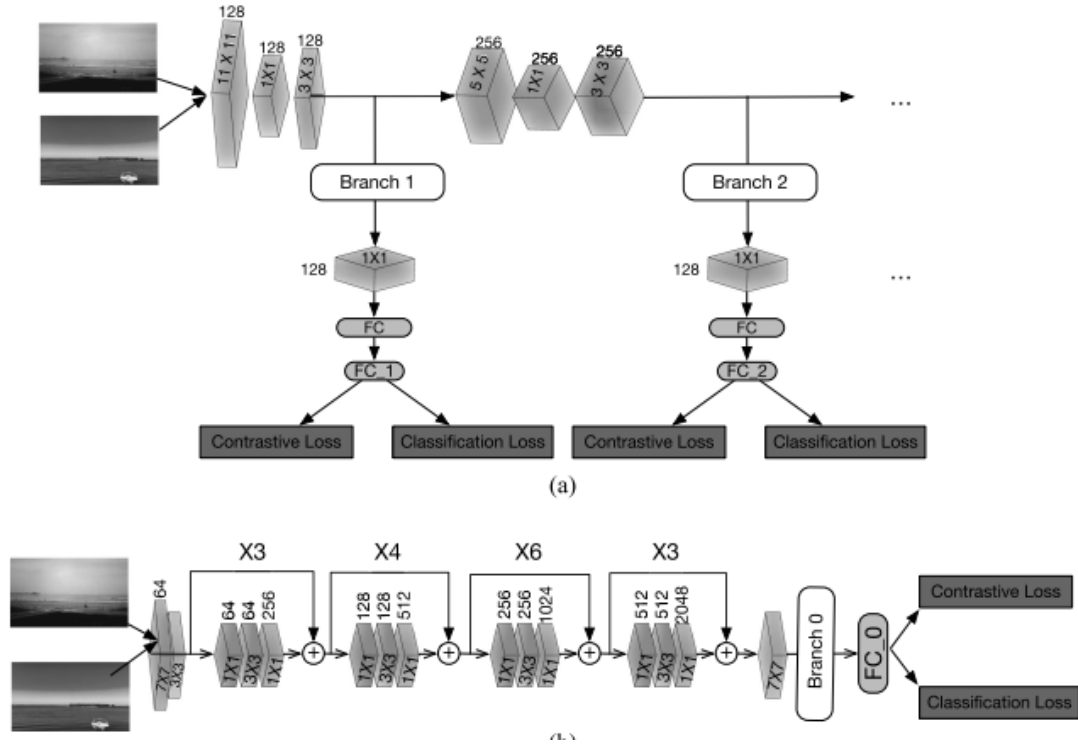 128
128
128
11 X 11
1X1
3 X 3
256
256
256
5 X 5
1X1
3 X 3
...
Branch 1
Branch 2
1X1
128
1X1
128
...
FC
FC
FC_1
FC_2
Contrastive Loss
Classification Loss
Contrastive Loss
Classification Loss
(a)
X3
X4
X6
X3
64
7X7
3X3
64
64
256
1X1
3X3
1X1
+
128
128
512
1X1
3X3
1X1
+
256
256
1024
1X1
3X3
1X1
+
512
512
2048
1X1
3X3
1X1
+
7X7
Branch 0
FC_0
Contrastive Loss
Classification Loss
(b)